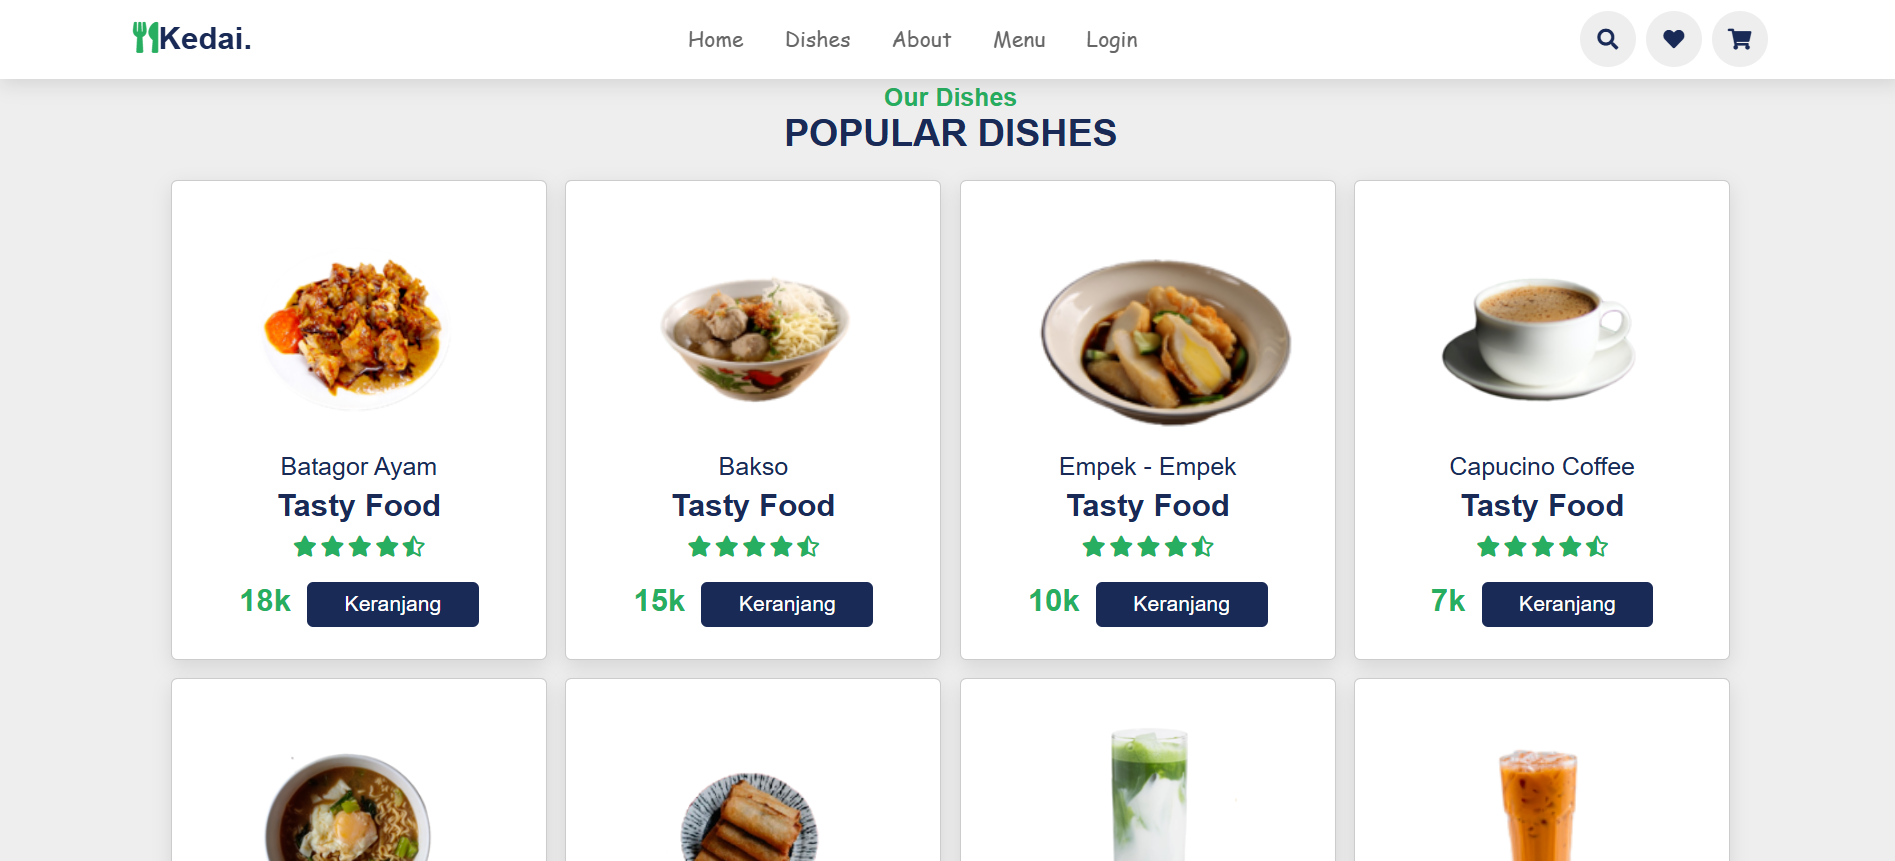 Kedai.
Home Dishes About Menu Login
Our Dishes
POPULAR DISHES
Batagor Ayam
Tasty Food
18k Keranjang
Bakso
Tasty Food
15k Keranjang
Empek - Empek
Tasty Food
10k Keranjang
Capucino Coffee
Tasty Food
7k Keranjang